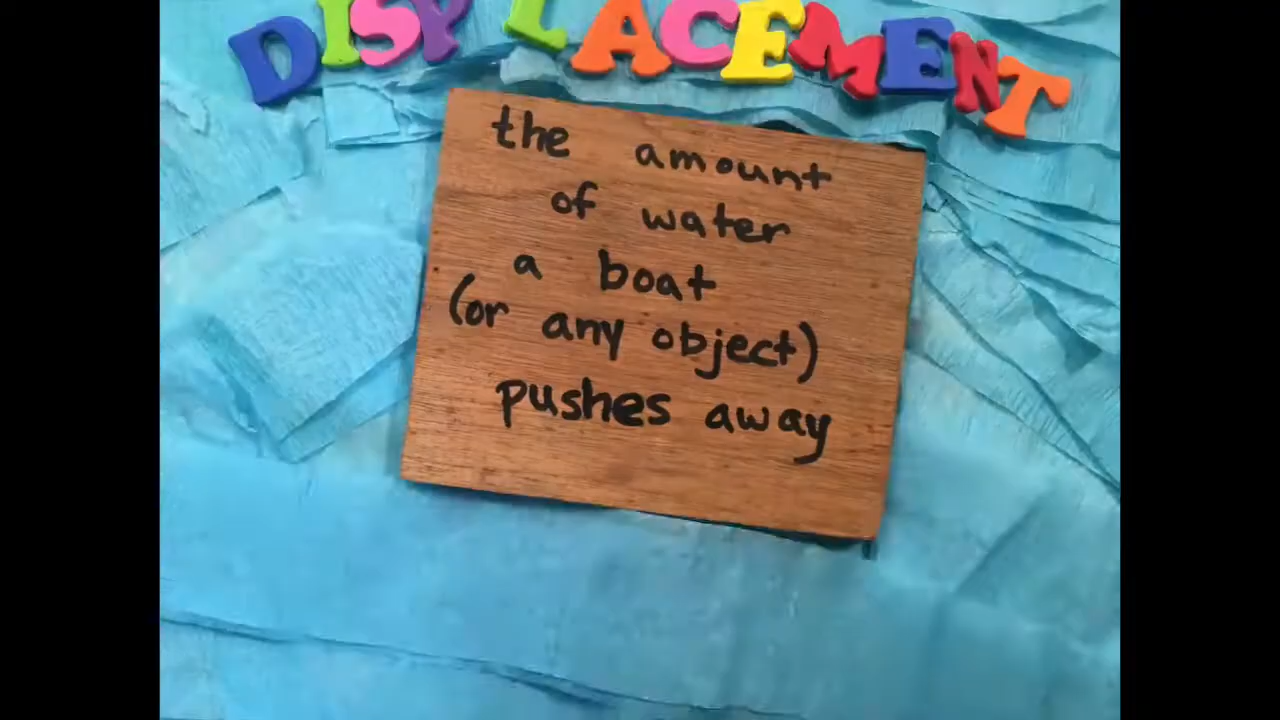 DISPLACEMENT
the amount
of water
a boat
(or any object)
pushes away